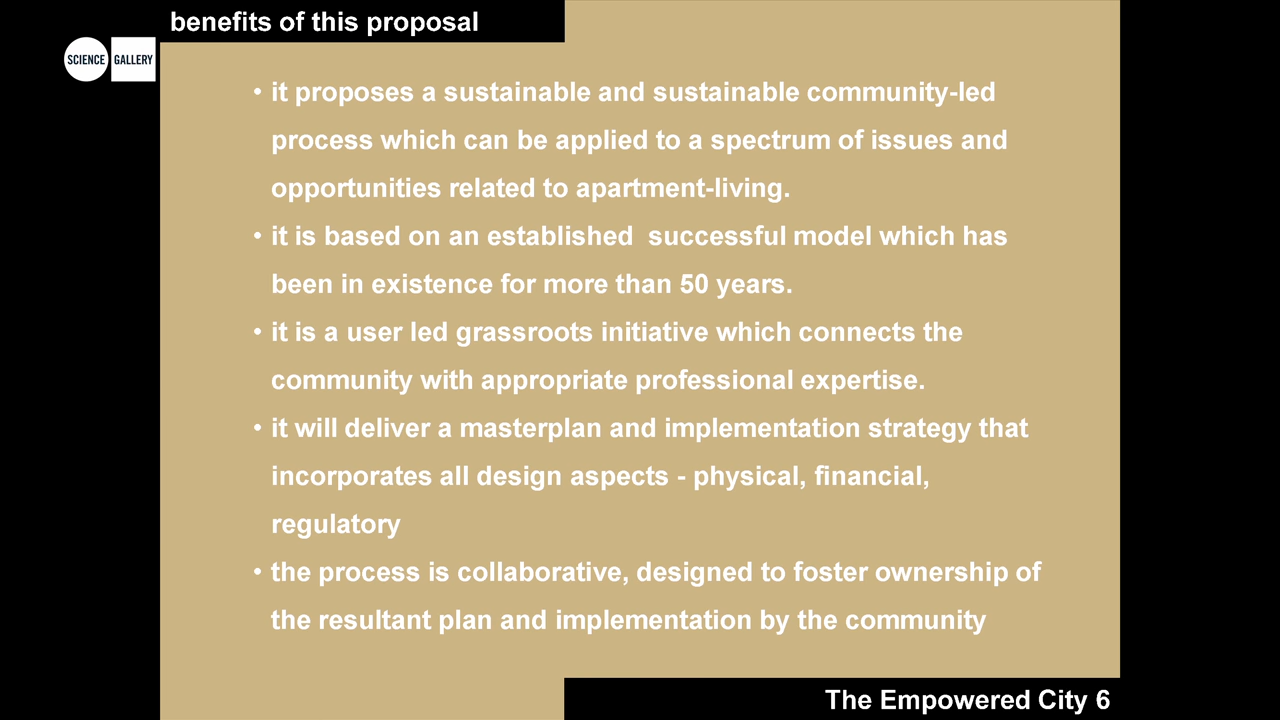 benefits of this proposal
SCIENCE GALLERY
• it proposes a sustainable and sustainable community-led
process which can be applied to a spectrum of issues and
opportunities related to apartment-living.
• it is based on an established  successful model which has
been in existence for more than 50 years.
• it is a user led grassroots initiative which connects the
community with appropriate professional expertise.
• it will deliver a masterplan and implementation strategy that
incorporates all design aspects - physical, financial,
regulatory
• the process is collaborative, designed to foster ownership of
the resultant plan and implementation by the community
The Empowered City 6